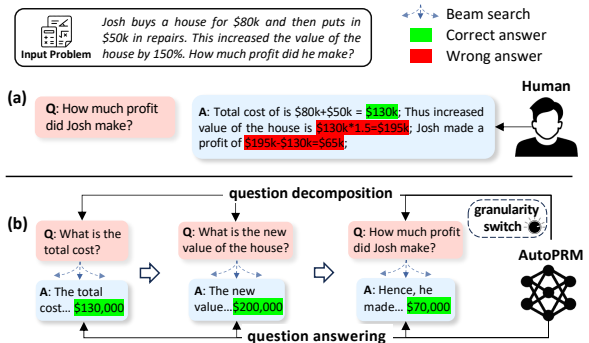 Josh buys a house for $80k and then puts in
$50k in repairs. This increased the value of the
house by 150%. How much profit did he make?
Input Problem
Beam search
Correct answer
Wrong answer
(a)
Q: How much profit
did Josh make?
A: Total cost of is $80k+$50k = $130k; Thus increased
value of the house is $130k*1.5=$195k; Josh made a
profit of $195k-$130k=$65k;
Human
question decomposition
(b)
Q: What is the
total cost?
Q: What is the new
value of the house?
Q: How much profit
did Josh make?
granularity
switch
AutoPRM
A: The total
cost... $130,000
A: The new
value...$200,000
A: Hence, he
made... $70,000
question answering